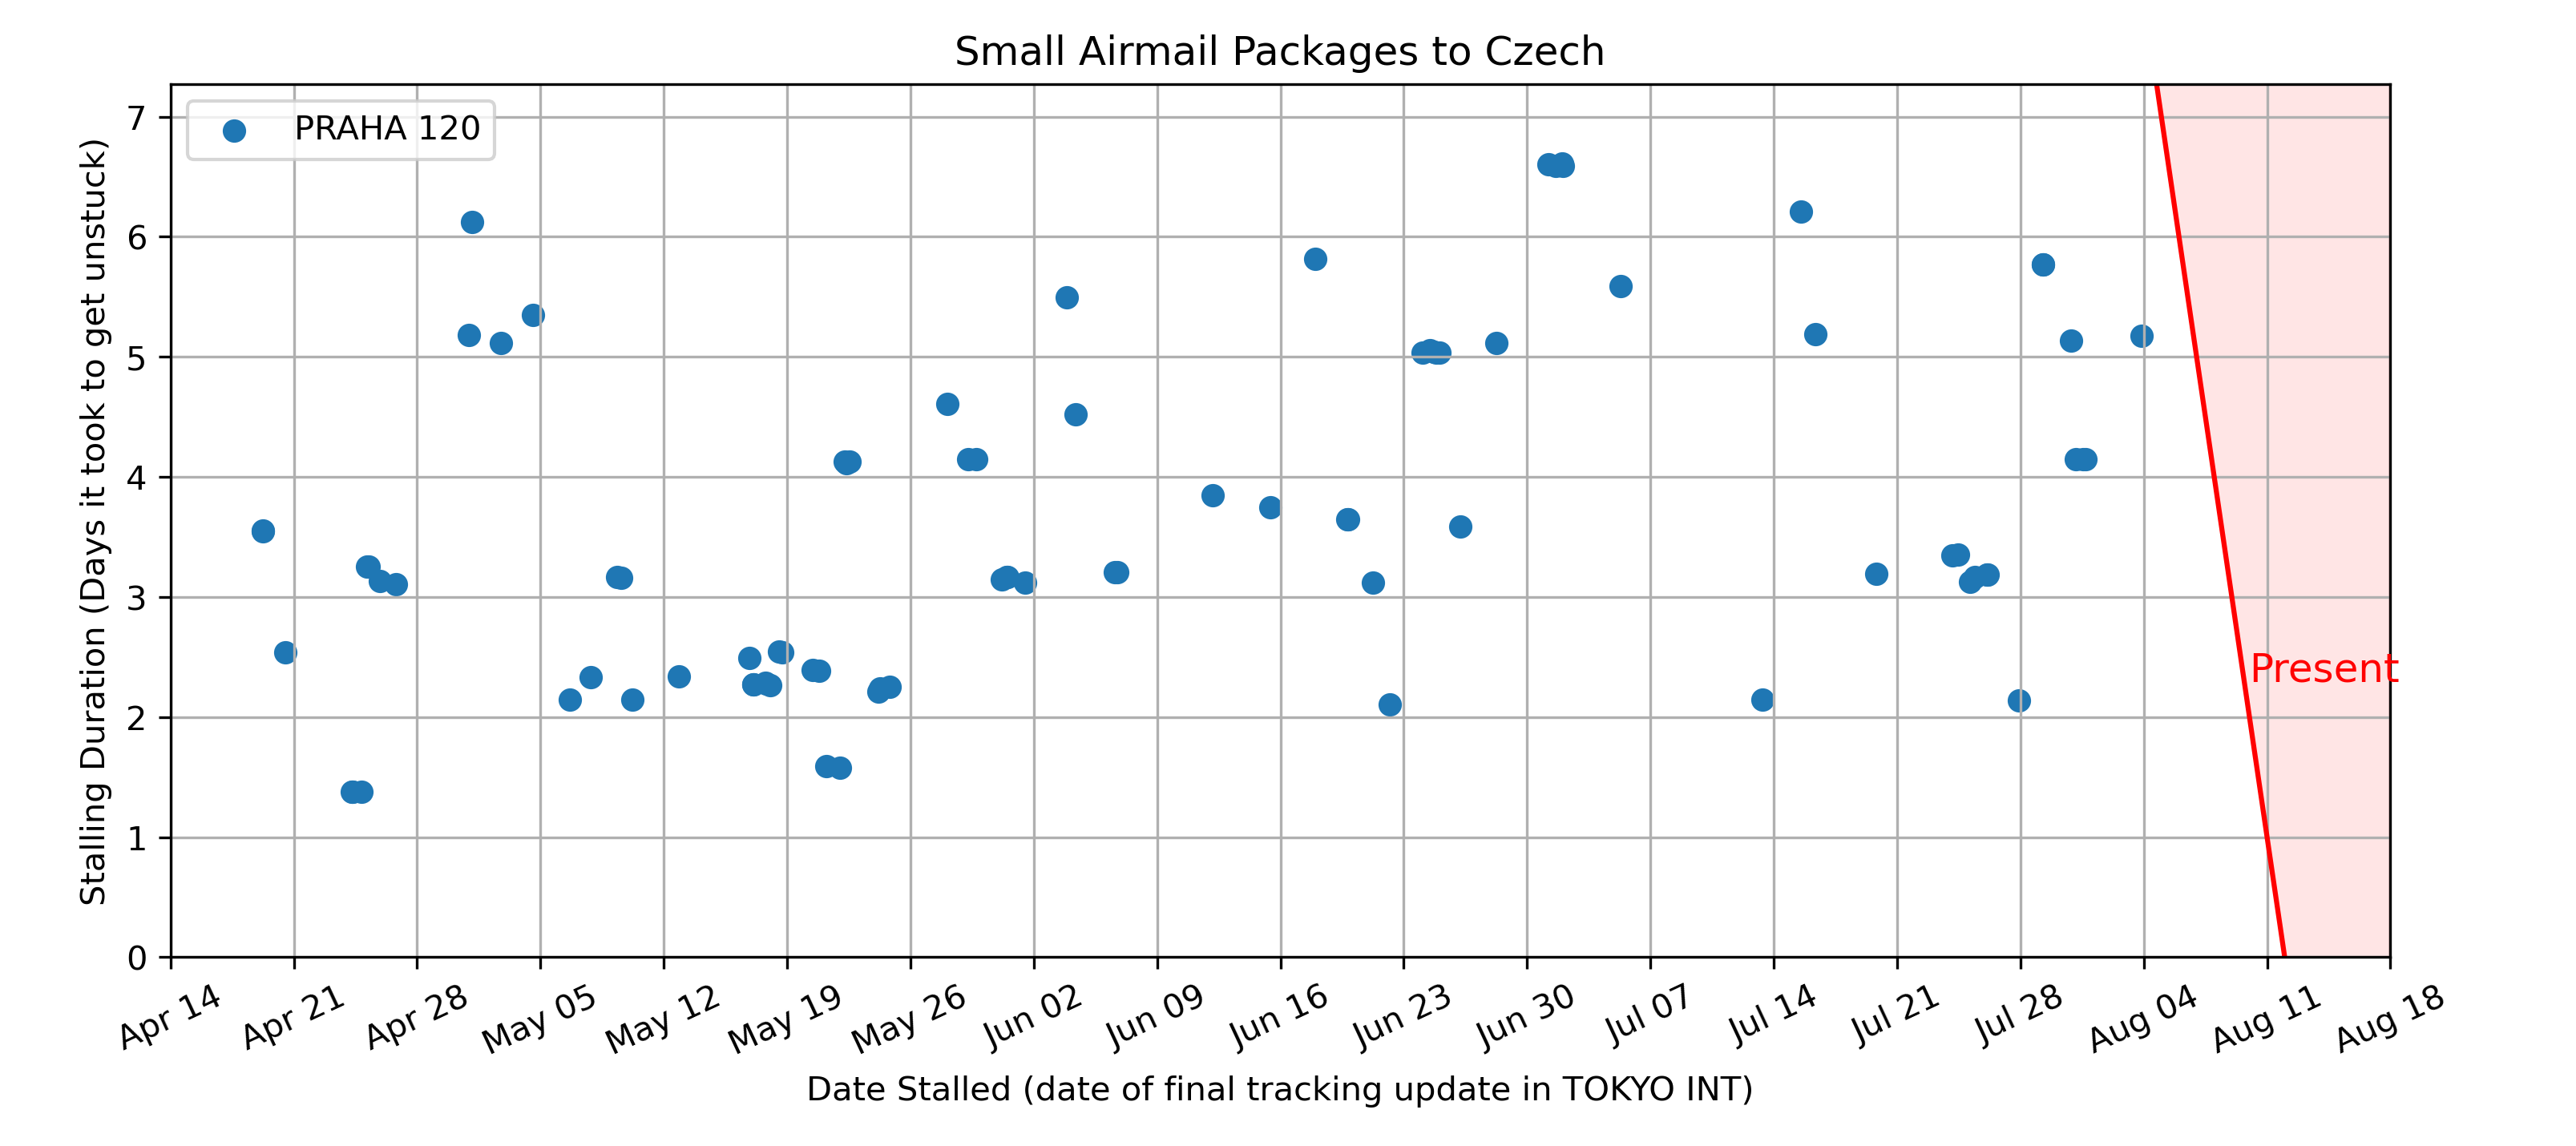 Small Airmail Packages to Czech
PRAHA 120
Stalling Duration (Days it took to get unstuck)
7
6
5
4
3
2
1
0
Present
Apr 14
Apr 21
Apr 28
May 05
May 12
May 19
May 26
Jun 02
Jun 09
Jun 16
Jun 23
Jun 30
Jul 07
Jul 14
Jul 21
Jul 28
Aug 04
Aug 11
Aug 18
Date Stalled (date of final tracking update in TOKYO INT)